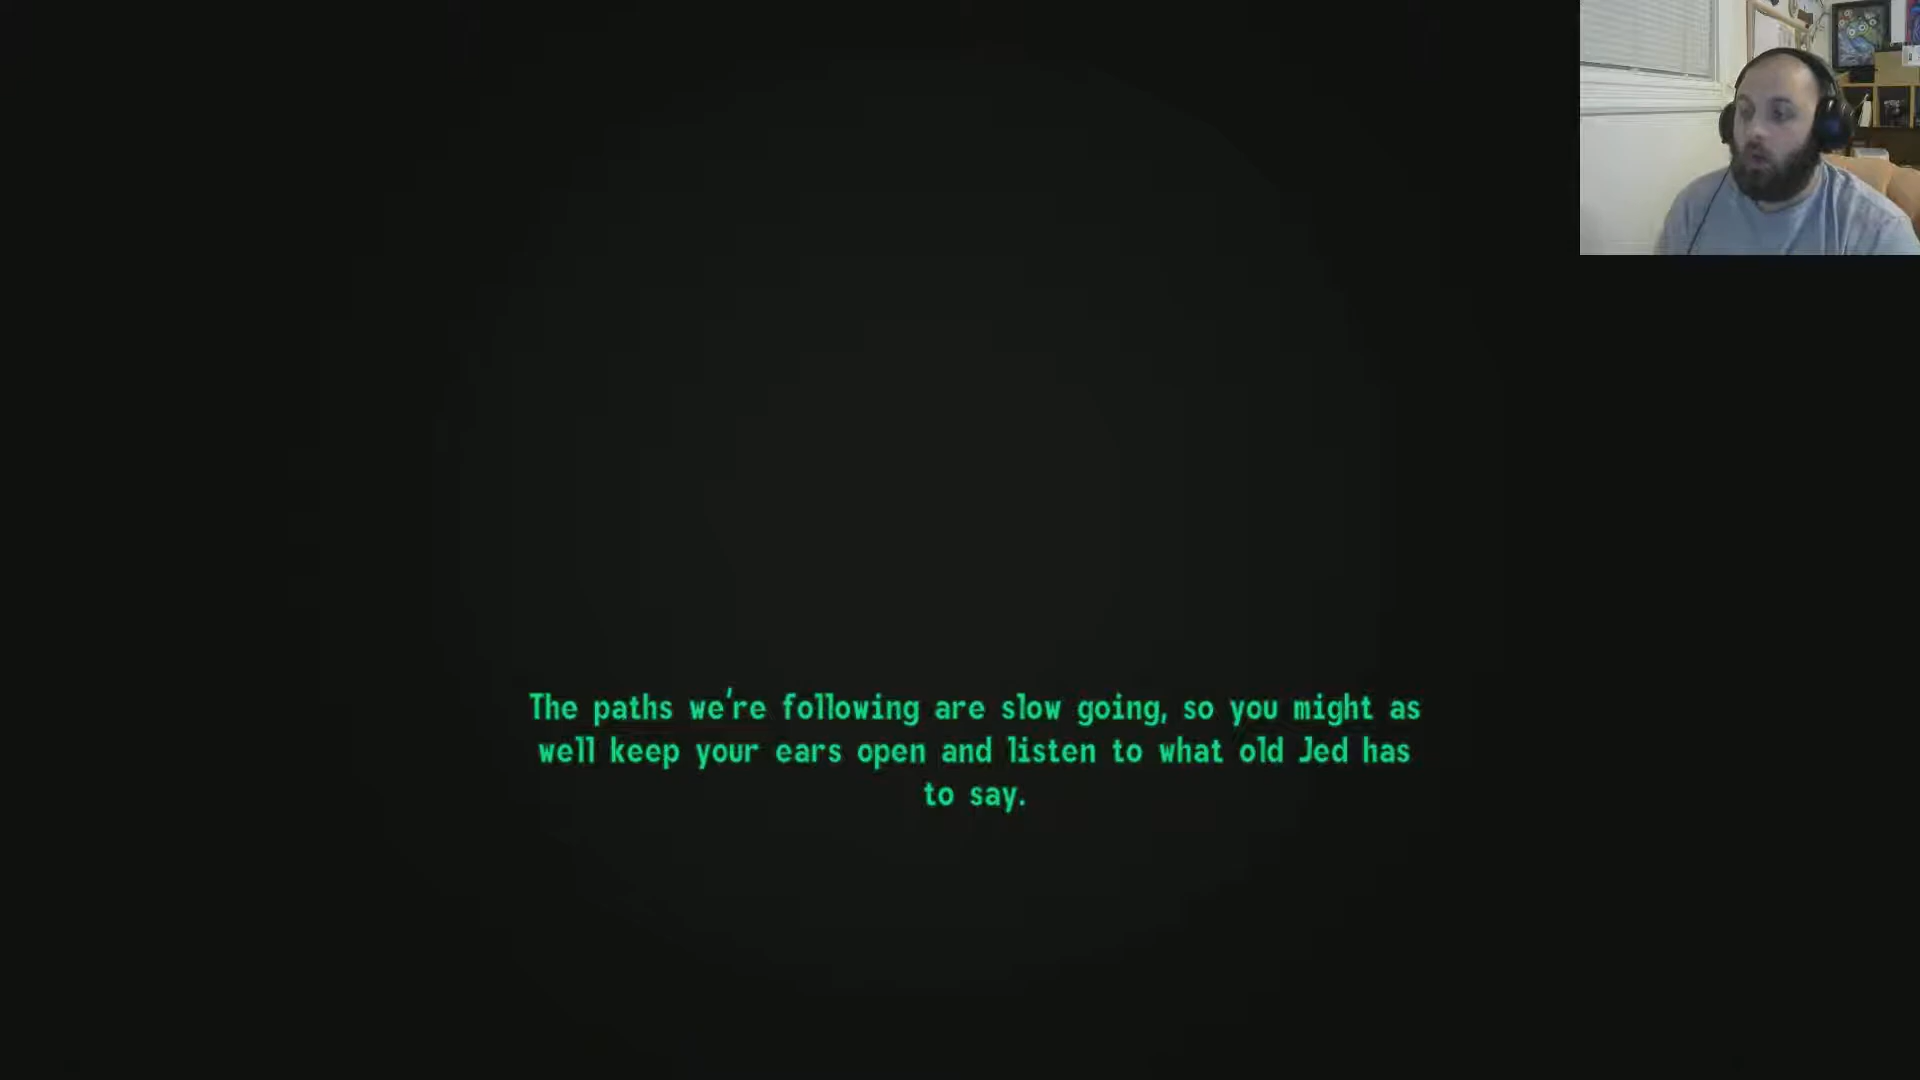 The paths we're following are slow going, so you might as
well keep your ears open and listen to what old Jed has
to say.